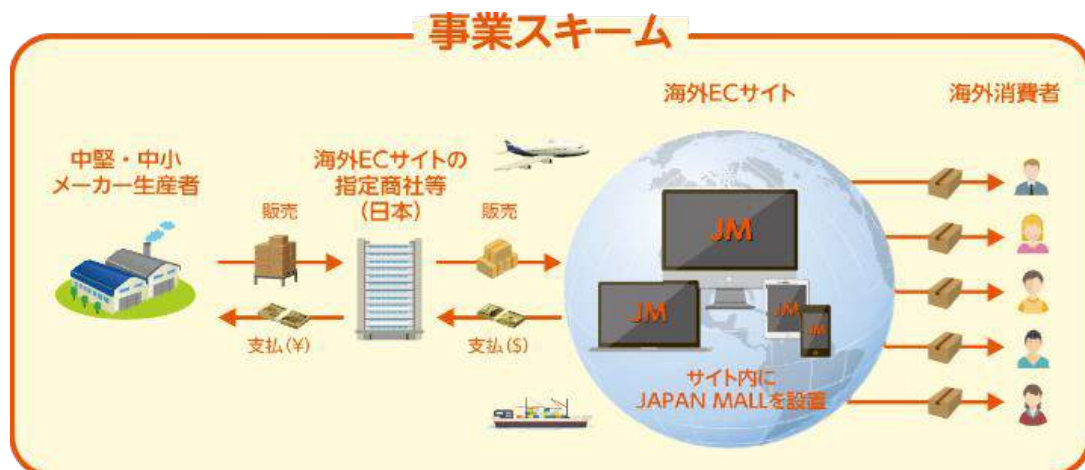 事業スキーム
海外ECサイト
海外消費者
中堅・中小
メーカー生産者
海外ECサイトの
指定商社等
（日本）
販売
販売
支払(¥)
支払($)
JM
JM
JM
JM
サイト内に
JAPAN MALLを設置